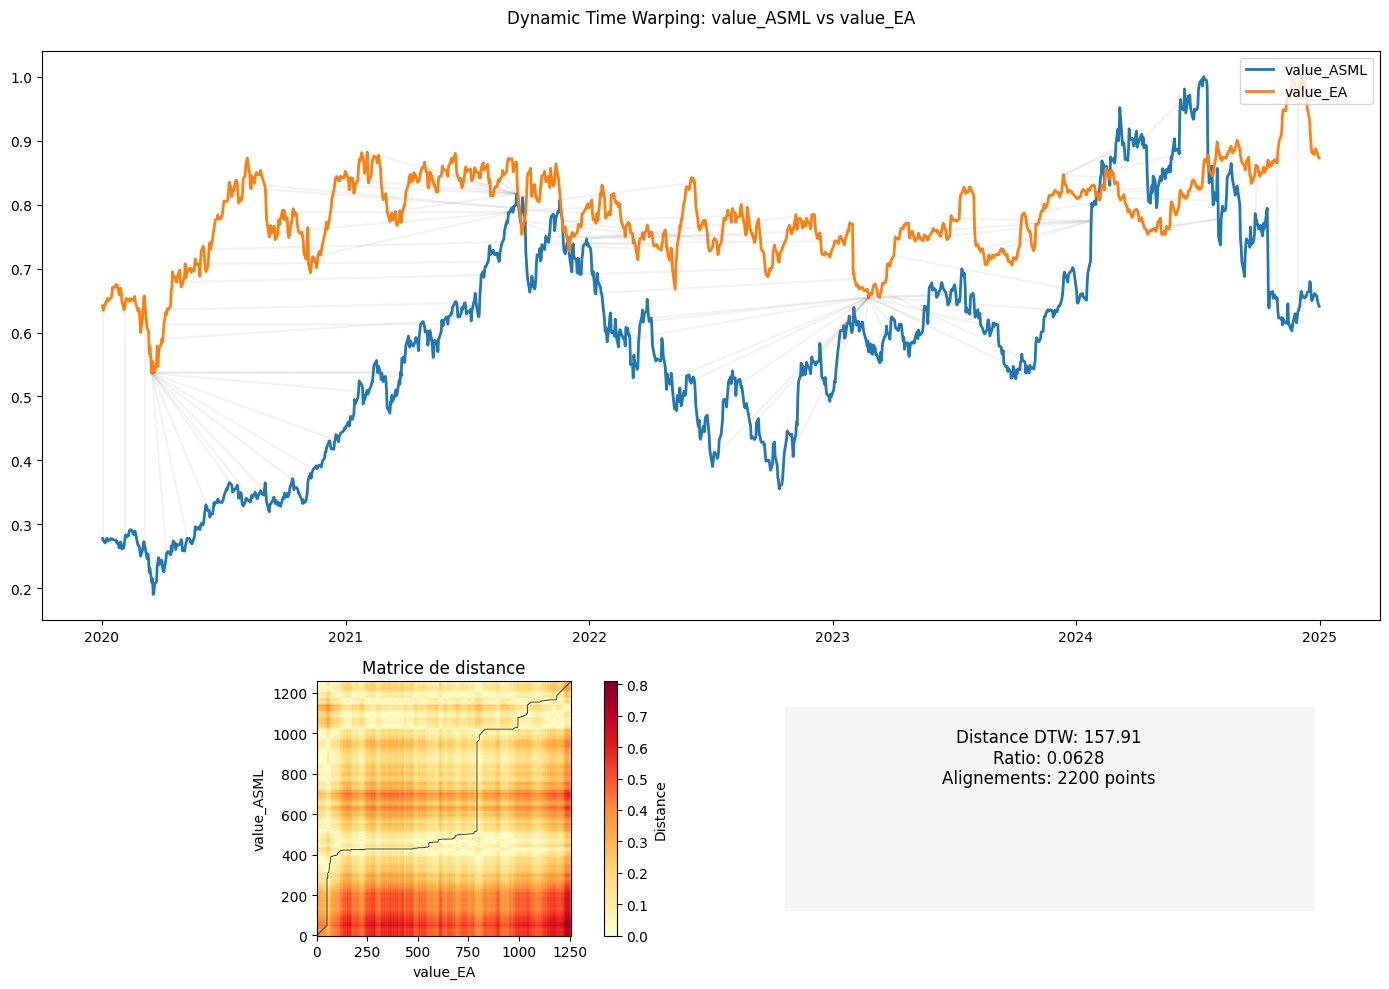 Dynamic Time Warping: value_ASML vs value_EA
value_ASML
value_EA
1.0
0.9
0.8
0.7
0.6
0.5
0.4
0.3
0.2
2020 2021 2022 2023 2024 2025
Matrice de distance
value_ASML
1200
1000
800
600
400
200
0
0 250 500 750 1000 1250
value_EA
0.8
0.7
0.6
0.5
0.4
0.3
0.2
0.1
0.0
Distance
Distance DTW: 157.91
Ratio: 0.0628
Alignements: 2200 points